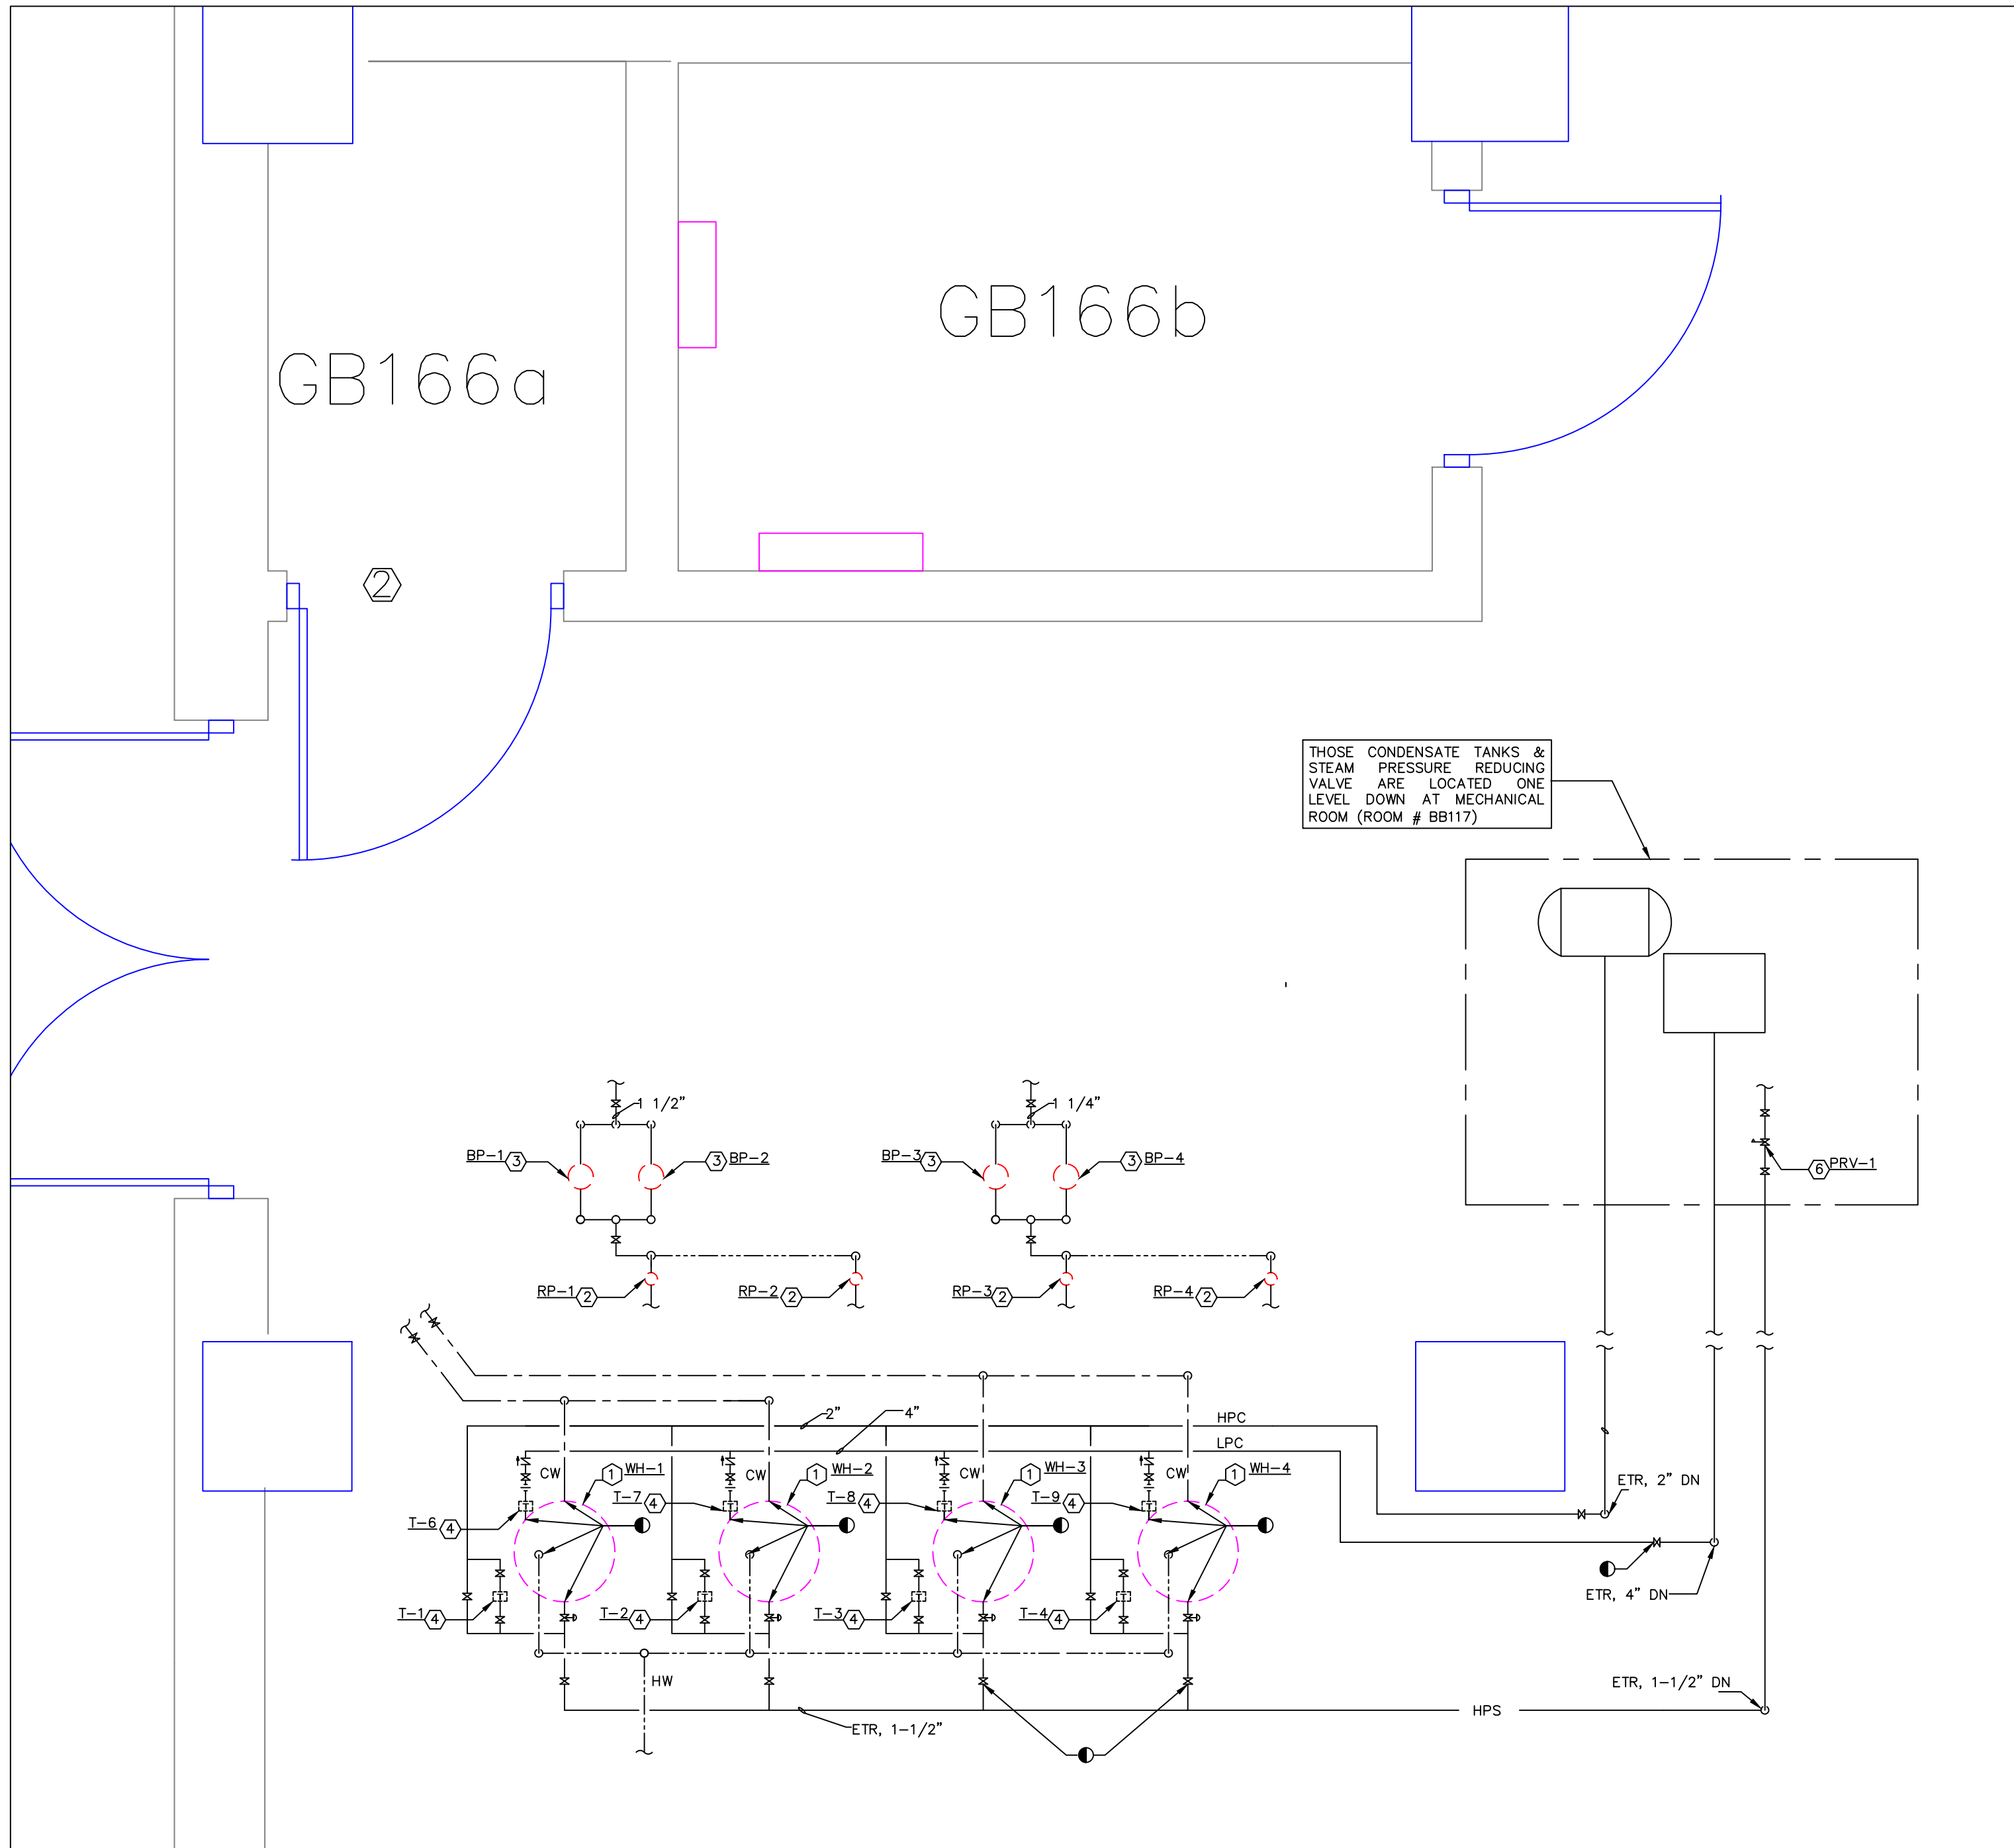 GB166b
GB166a
2
THOSE CONDENSATE TANKS &
STEAM PRESSURE REDUCING
VALVE ARE LOCATED ONE
LEVEL DOWN AT MECHANICAL
ROOM (ROOM # BB117)
1 1/2"
1 1/4"
BP-1 3
3 BP-2
BP-3 3
3 BP-4
6 PRV-1
RP-1 2
RP-2 2
RP-3 2
RP-4 2
2"
4"
HPC
LPC
CW
1 WH-1
CW
1 WH-2
CW
1 WH-3
CW
1 WH-4
ETR, 2" DN
T-6 4
T-7 4
T-8 4
T-9 4
ETR, 4" DN
T-1 4
T-2 4
T-3 4
T-4 4
HW
ETR, 1-1/2" DN
HPS
ETR, 1-1/2"